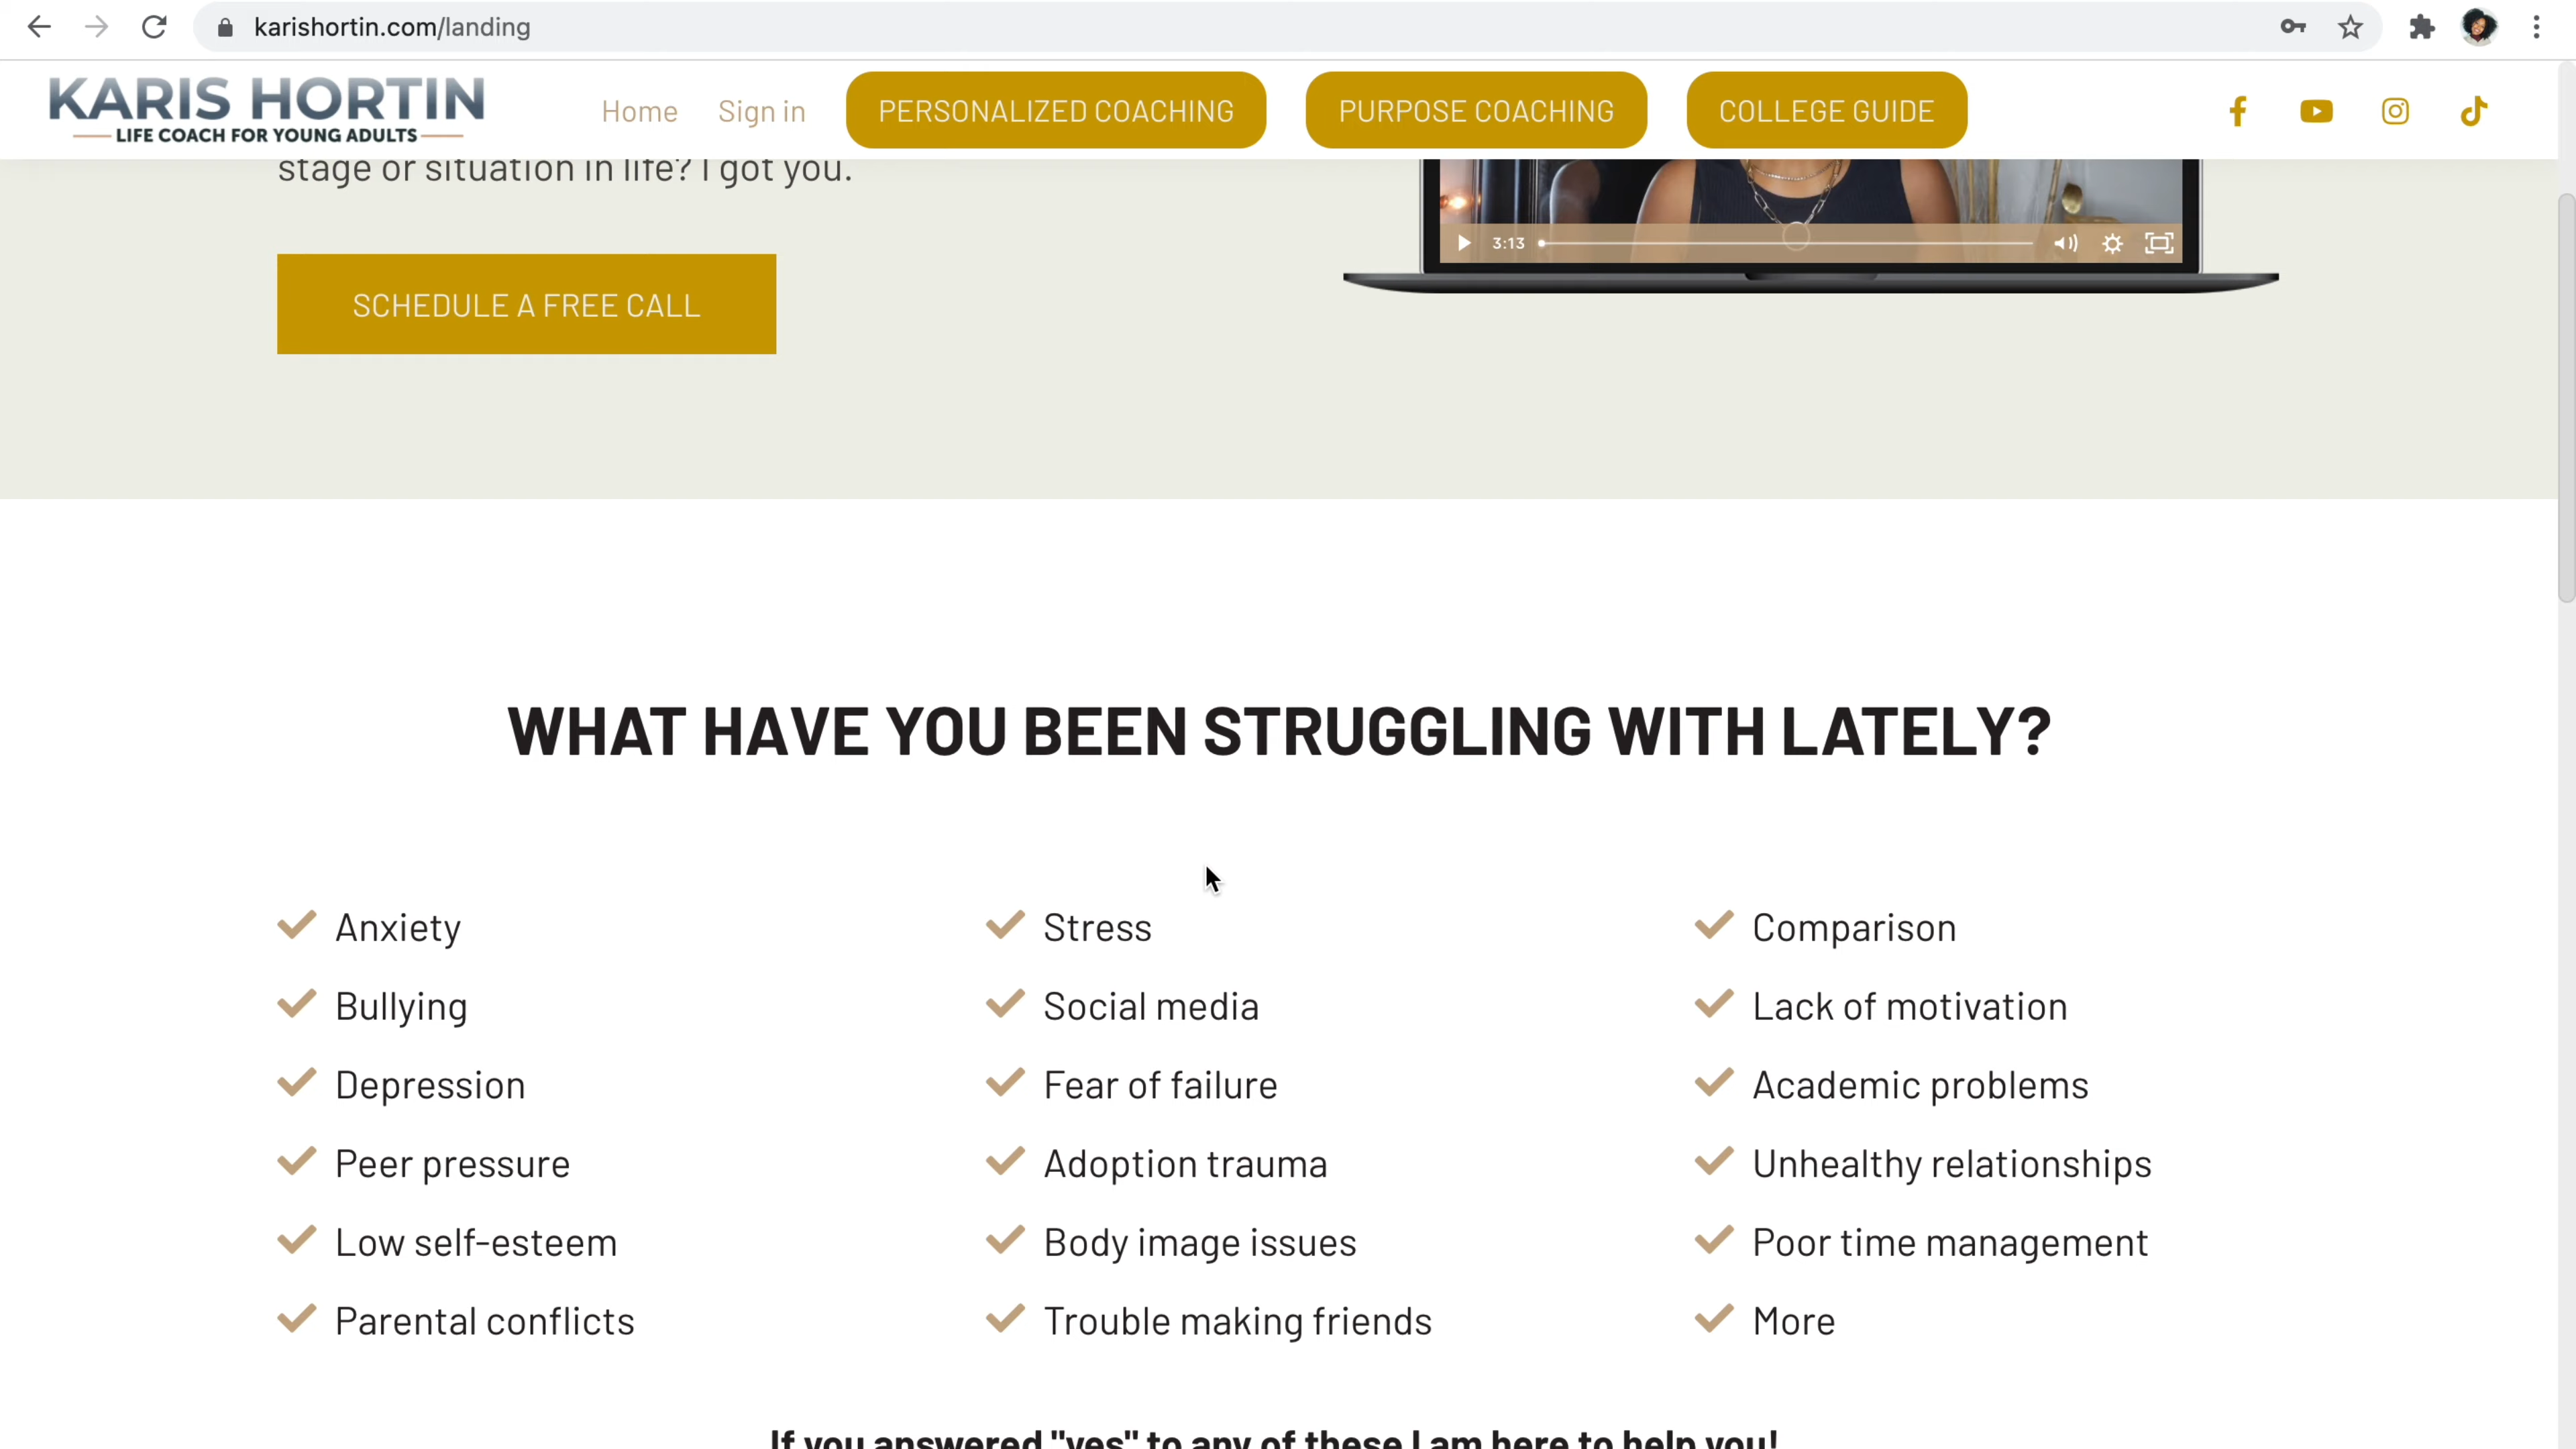 karishortin.com/landing
KARIS HORTIN
LIFE COACH FOR YOUNG ADULTS
Home
Sign in
PERSONALIZED COACHING
PURPOSE COACHING
COLLEGE GUIDE
stage or situation in life? I got you.
3:13
SCHEDULE A FREE CALL
WHAT HAVE YOU BEEN STRUGGLING WITH LATELY?
Anxiety
Bullying
Depression
Peer pressure
Low self-esteem
Parental conflicts
Stress
Social media
Fear of failure
Adoption trauma
Body image issues
Trouble making friends
Comparison
Lack of motivation
Academic problems
Unhealthy relationships
Poor time management
More
If you answered "yes" to any of these I am here to help you!